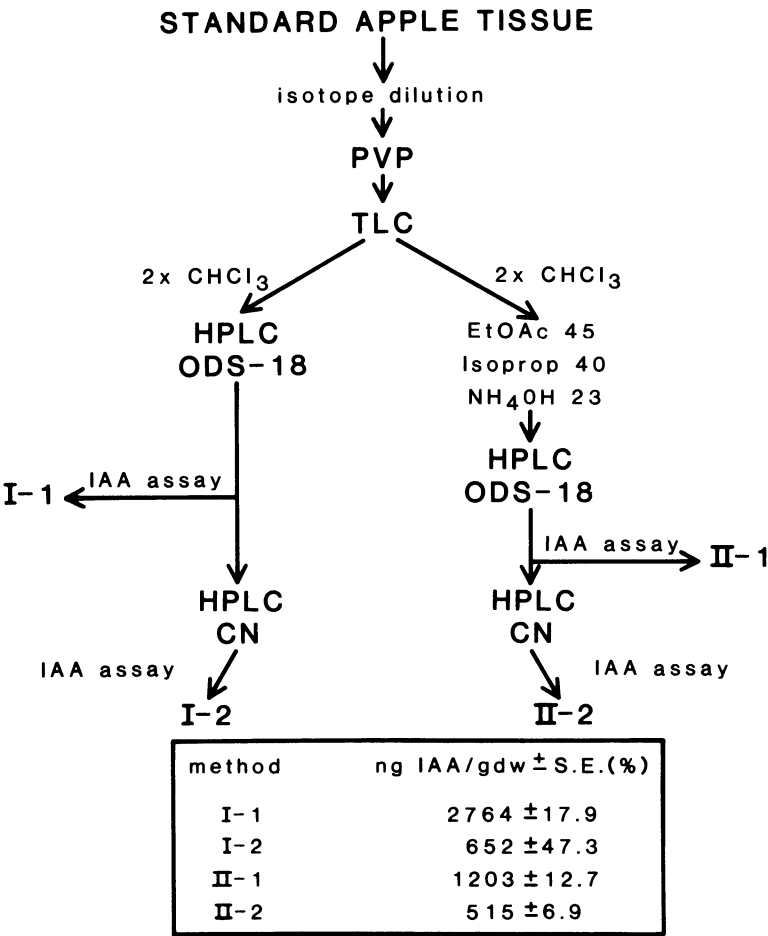 STANDARD APPLE TISSUE
isotope dilution
PVP
TLC
2x CHCl3
2x CHCl3
HPLC
ODS-18
EtOAc 45
Isoprop 40
NH4OH 23
HPLC
ODS-18
I-1
IAA assay
IAA assay
II-1
HPLC
CN
HPLC
CN
IAA assay
IAA assay
I-2
II-2
method ng IAA/gdw ± S.E.(%)
I-1 2764 ±17.9
I-2 652 ±47.3
II-1 1203 ±12.7
II-2 515 ±6.9